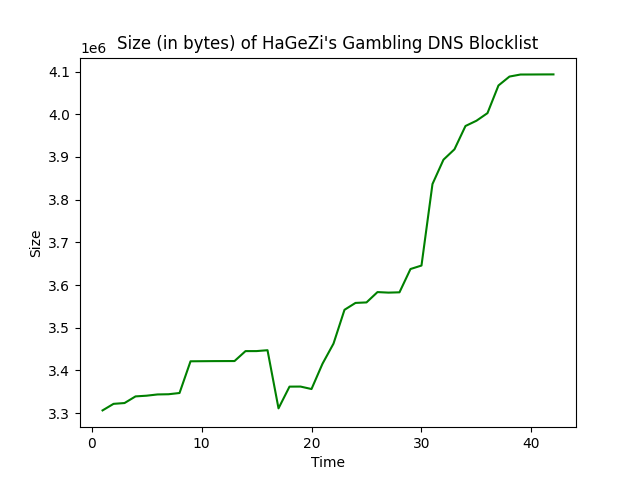 Size (in bytes) of HaGeZi's Gambling DNS Blocklist
1e6
4.1
4.0
3.9
3.8
3.7
3.6
3.5
3.4
3.3
Size
0 10 20 30 40
Time